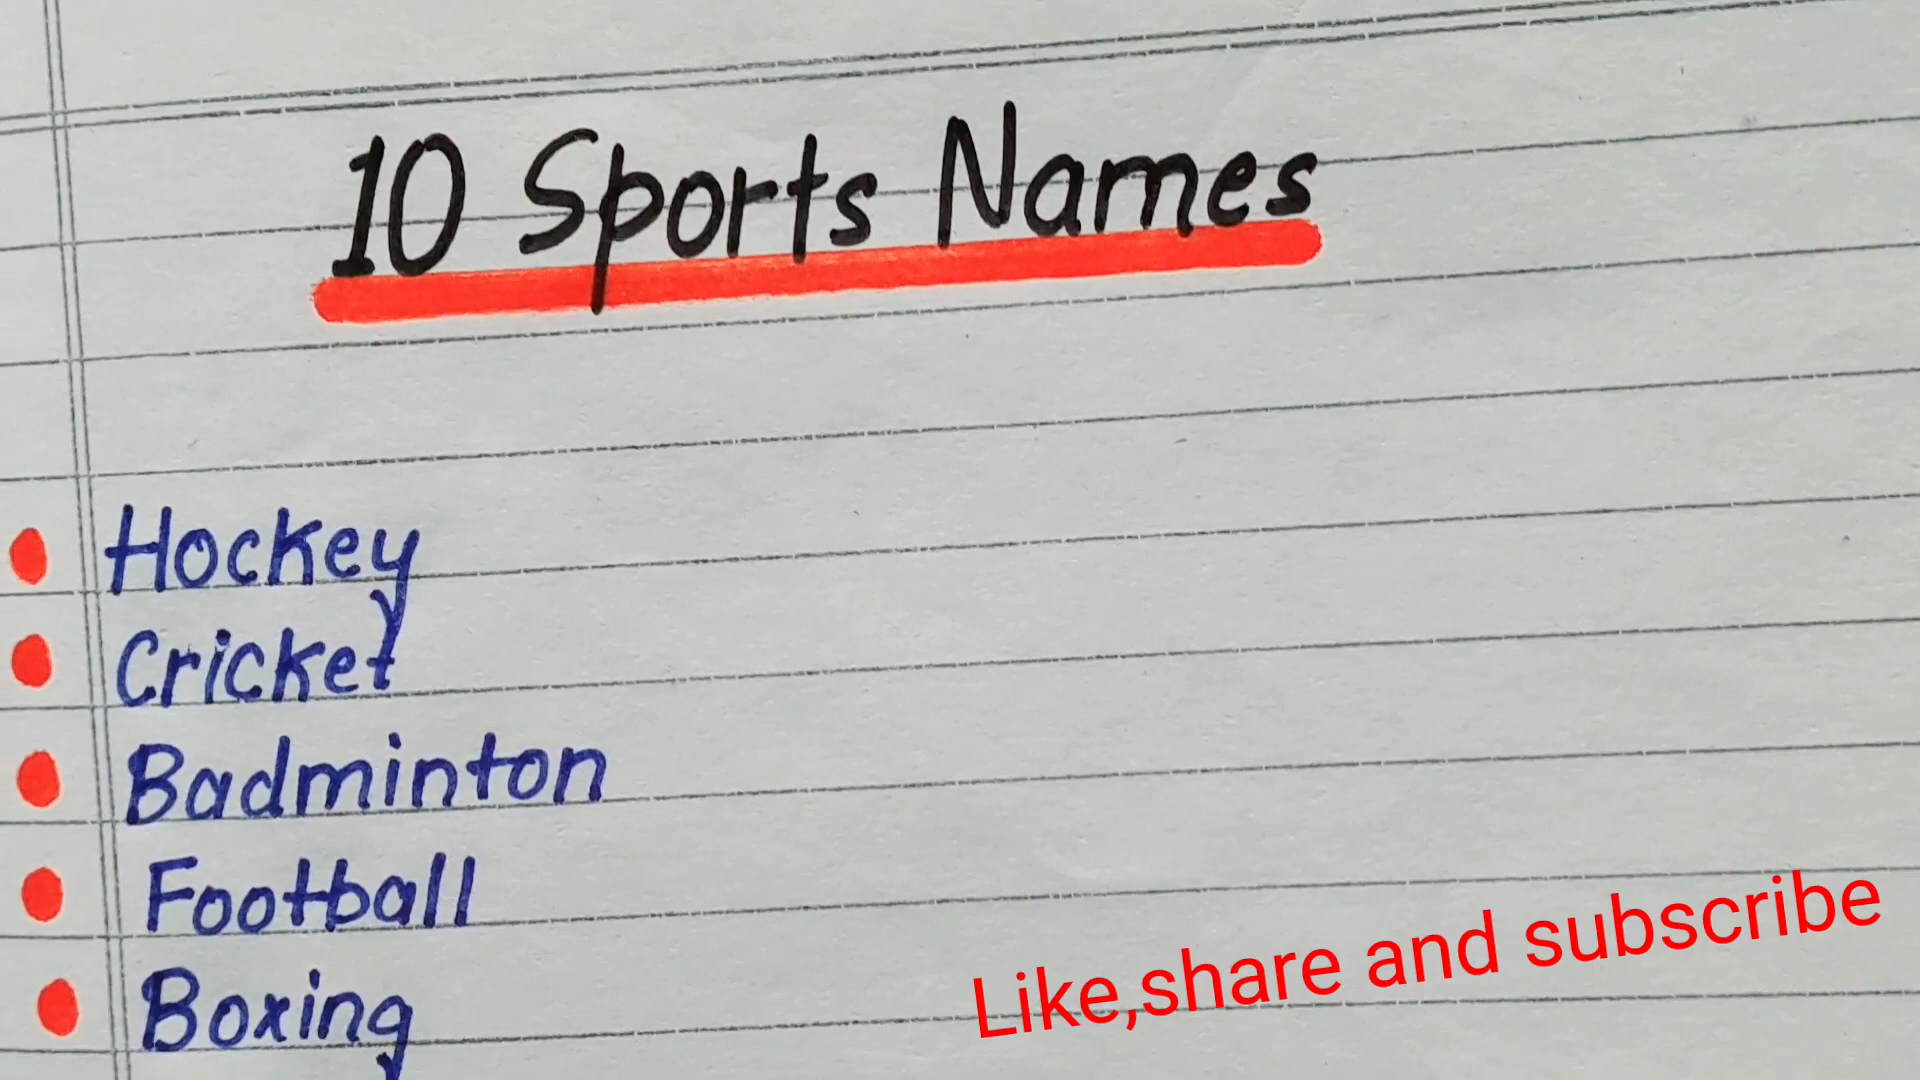 10 Sports Names
Hockey
Cricket
Badminton
Football
Boxing
Like,share and subscribe